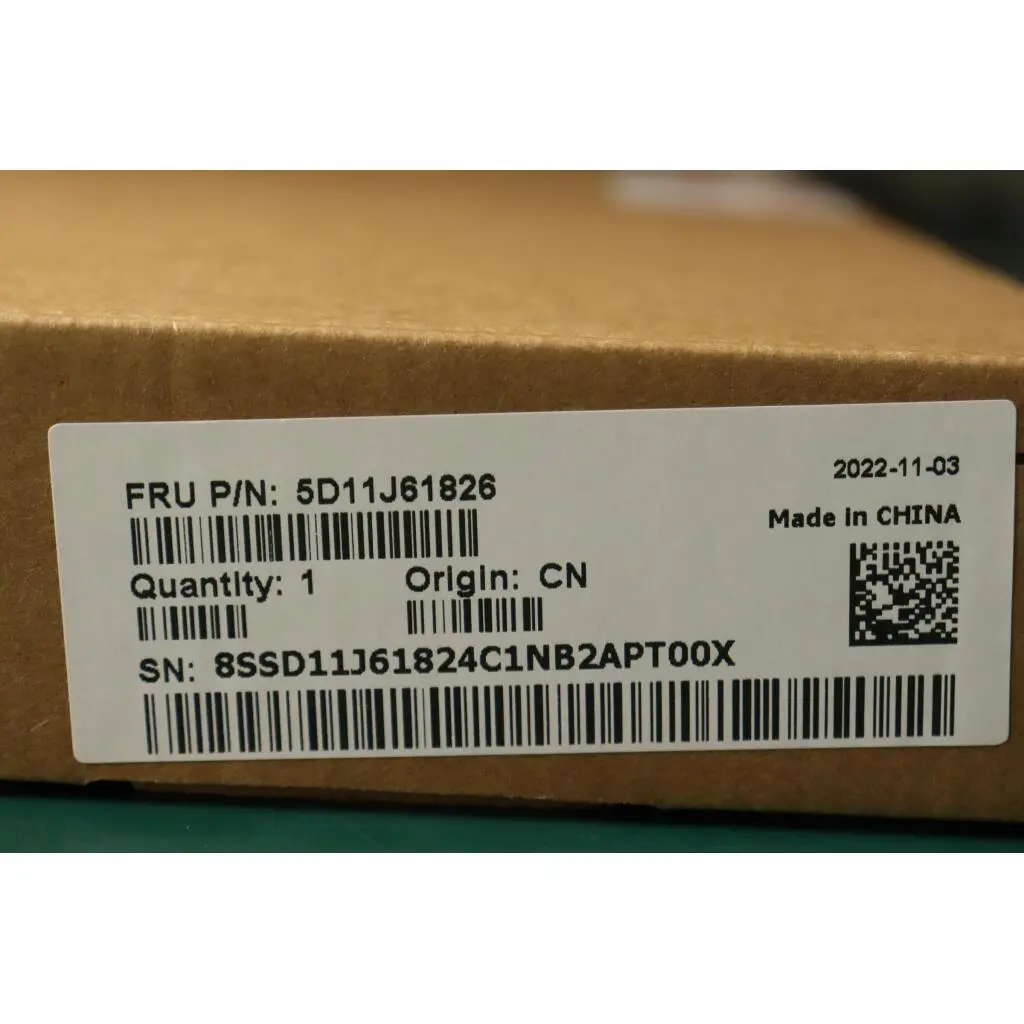 2022-11-03
FRU P/N: 5D11J61826
Made in CHINA
Quantity: 1 Origin: CN
SN: 8SSD11J61824C1NB2APT00X